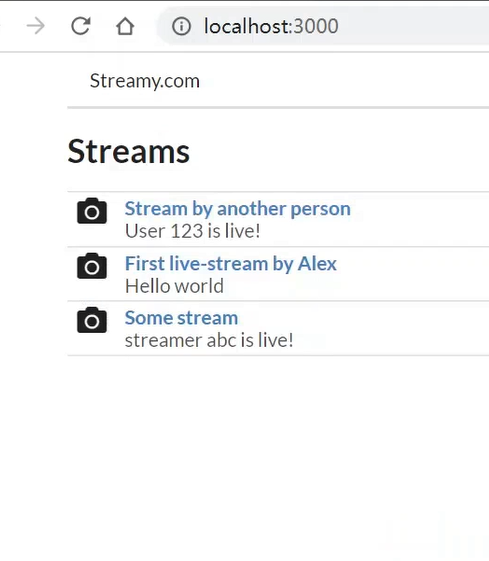 localhost:3000
Streamy.com
Streams
Stream by another person
User 123 is live!
First live-stream by Alex
Hello world
Some stream
streamer abc is live!